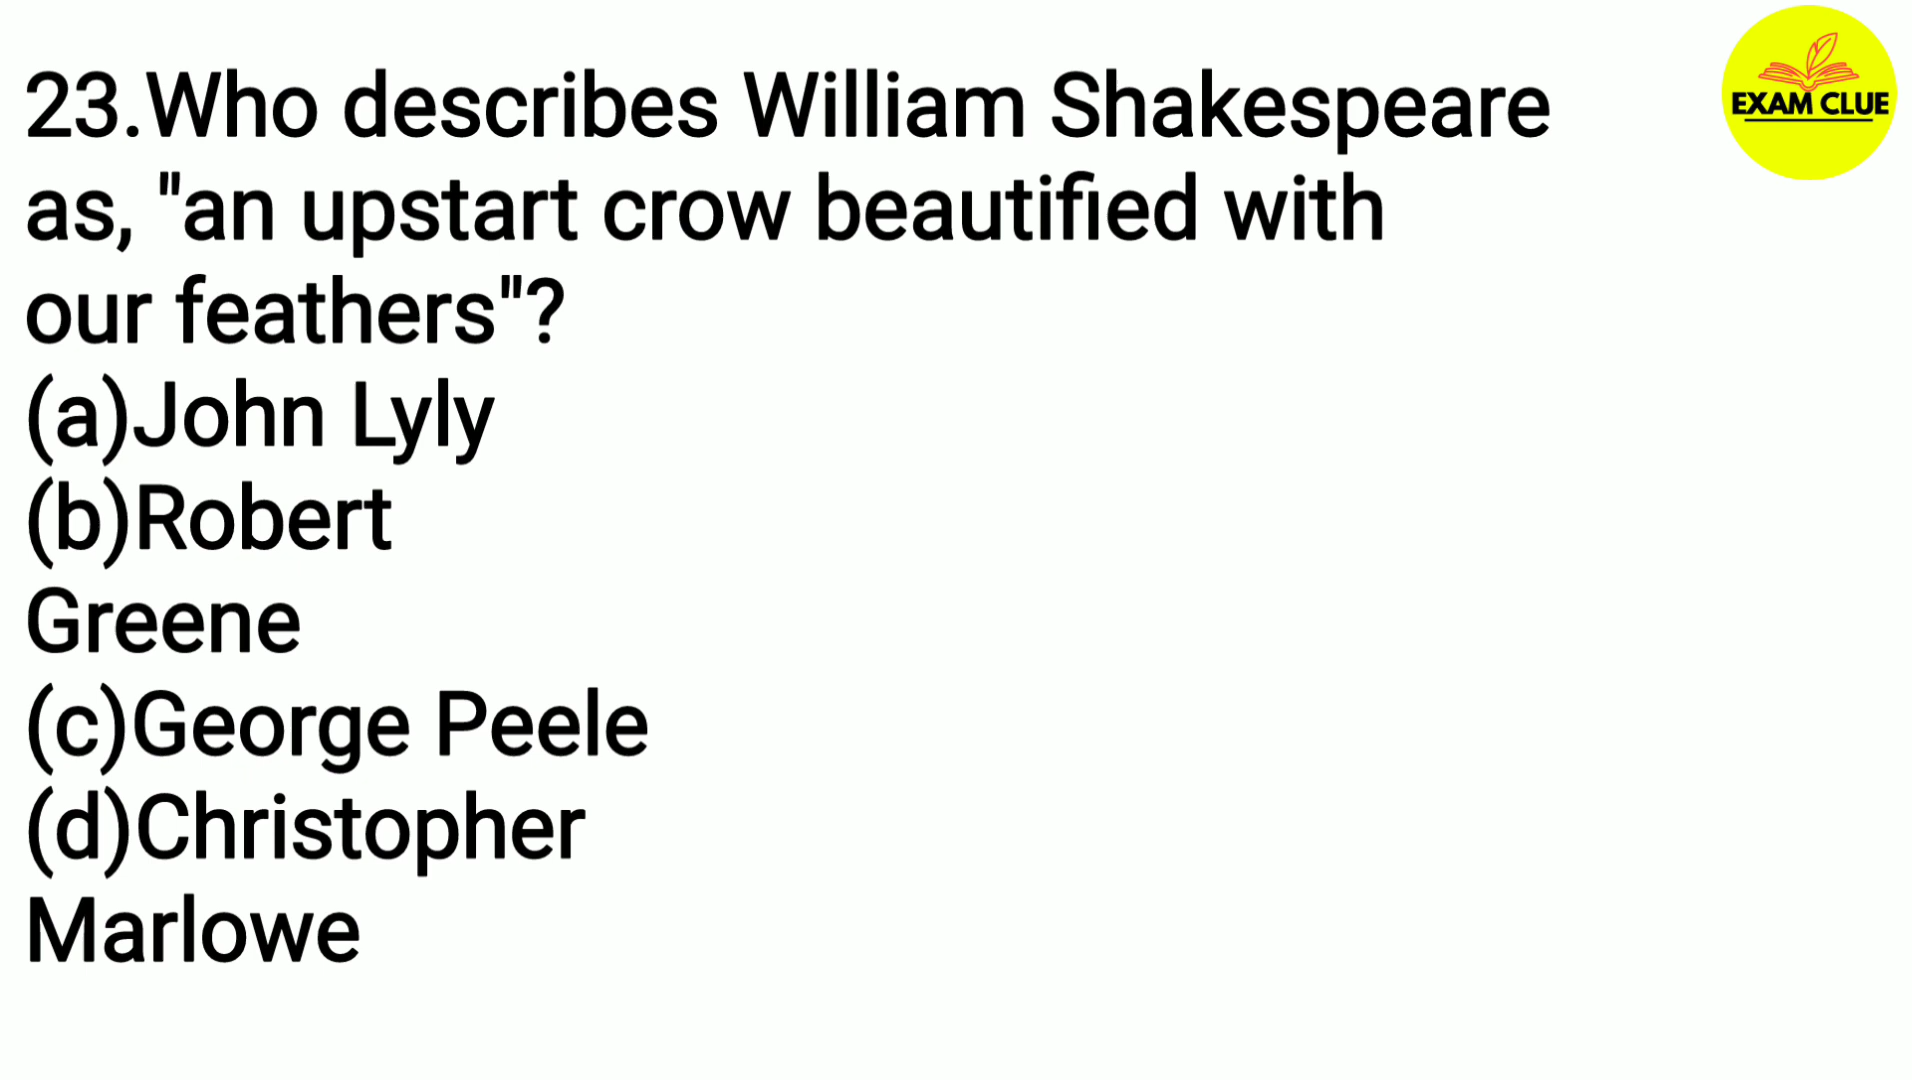 23.Who describes William Shakespeare
as, "an upstart crow beautified with
our feathers"?
(a)John Lyly
(b)Robert
Greene
(c)George Peele
(d)Christopher
Marlowe
EXAM CLUE